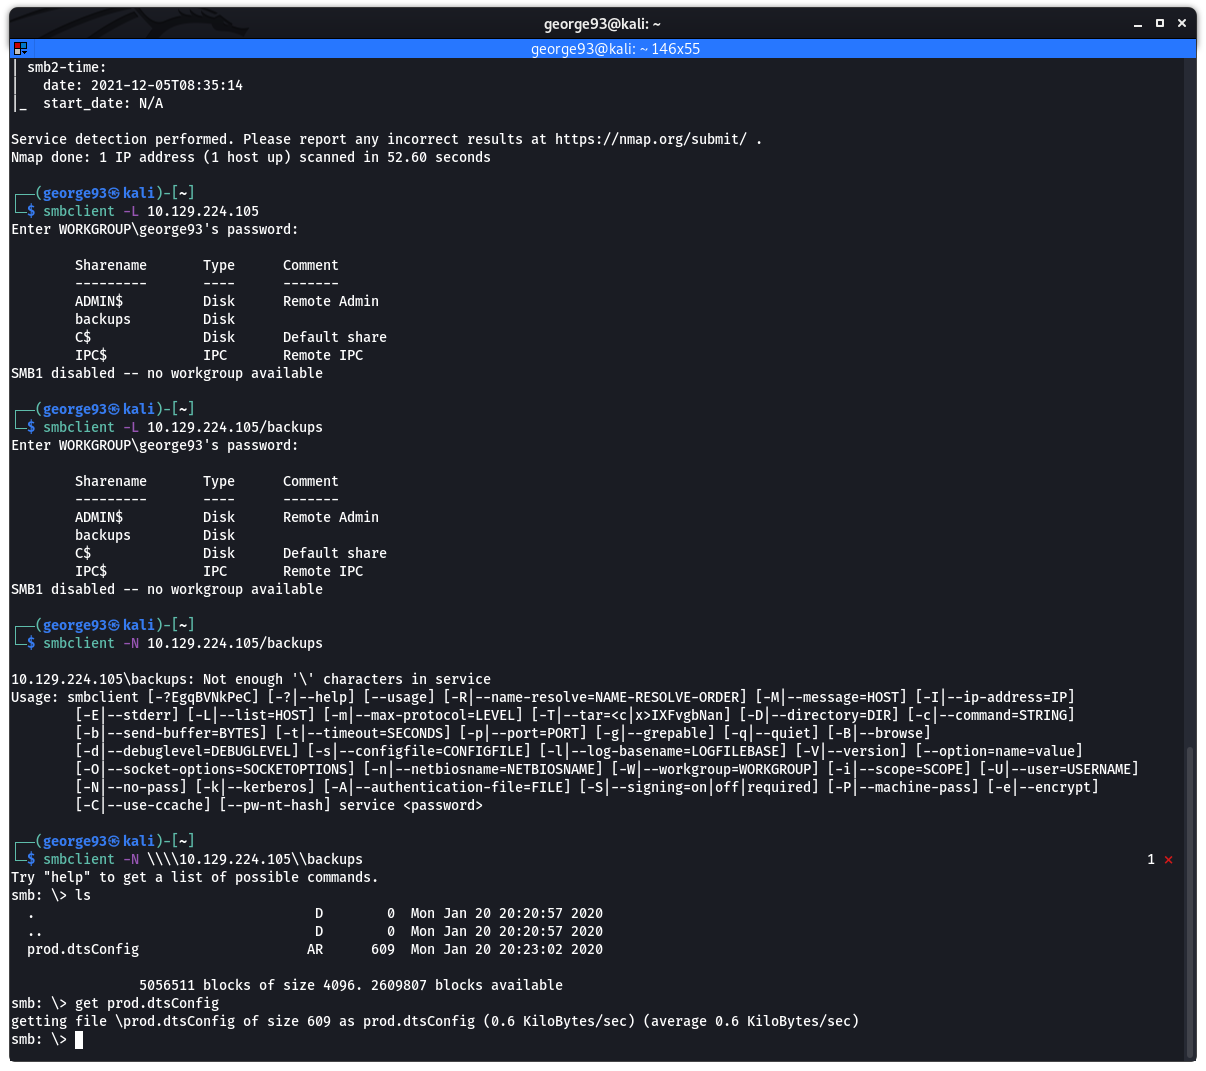 george93@kali: ~
george93@kali: ~ 146x55
| smb2-time:
|   date: 2021-12-05T08:35:14
|_  start_date: N/A
Service detection performed. Please report any incorrect results at https://nmap.org/submit/ .
Nmap done: 1 IP address (1 host up) scanned in 52.60 seconds
┌──(george93㉿kali)-[~]
└─$ smbclient -L 10.129.224.105
Enter WORKGROUP\george93's password:
        Sharename       Type      Comment
        ---------       ----      -------
        ADMIN$          Disk      Remote Admin
        backups         Disk
        C$              Disk      Default share
        IPC$            IPC       Remote IPC
SMB1 disabled -- no workgroup available
┌──(george93㉿kali)-[~]
└─$ smbclient -L 10.129.224.105/backups
Enter WORKGROUP\george93's password:
        Sharename       Type      Comment
        ---------       ----      -------
        ADMIN$          Disk      Remote Admin
        backups         Disk
        C$              Disk      Default share
        IPC$            IPC       Remote IPC
SMB1 disabled -- no workgroup available
┌──(george93㉿kali)-[~]
└─$ smbclient -N 10.129.224.105/backups
10.129.224.105\backups: Not enough '\' characters in service
Usage: smbclient [-?EgqBVNkPeC] [-?|--help] [--usage] [-R|--name-resolve=NAME-RESOLVE-ORDER] [-M|--message=HOST] [-I|--ip-address=IP]
        [-E|--stderr] [-L|--list=HOST] [-m|--max-protocol=LEVEL] [-T|--tar=<c|x>IXFvgbNan] [-D|--directory=DIR] [-c|--command=STRING]
        [-b|--send-buffer=BYTES] [-t|--timeout=SECONDS] [-p|--port=PORT] [-g|--grepable] [-q|--quiet] [-B|--browse]
        [-d|--debuglevel=DEBUGLEVEL] [-s|--configfile=CONFIGFILE] [-l|--log-basename=LOGFILEBASE] [-V|--version] [--option=name=value]
        [-O|--socket-options=SOCKETOPTIONS] [-n|--netbiosname=NETBIOSNAME] [-W|--workgroup=WORKGROUP] [-i|--scope=SCOPE] [-U|--user=USERNAME]
        [-N|--no-pass] [-k|--kerberos] [-A|--authentication-file=FILE] [-S|--signing=on|off|required] [-P|--machine-pass] [-e|--encrypt]
        [-C|--use-ccache] [--pw-nt-hash] service <password>
┌──(george93㉿kali)-[~]
└─$ smbclient -N \\\\10.129.224.105\\backups 1 ⨯
Try "help" to get a list of possible commands.
smb: \> ls
  .                                   D        0  Mon Jan 20 20:20:57 2020
  ..                                  D        0  Mon Jan 20 20:20:57 2020
  prod.dtsConfig                     AR      609  Mon Jan 20 20:23:02 2020
                5056511 blocks of size 4096. 2609807 blocks available
smb: \> get prod.dtsConfig
getting file \prod.dtsConfig of size 609 as prod.dtsConfig (0.6 KiloBytes/sec) (average 0.6 KiloBytes/sec)
smb: \>